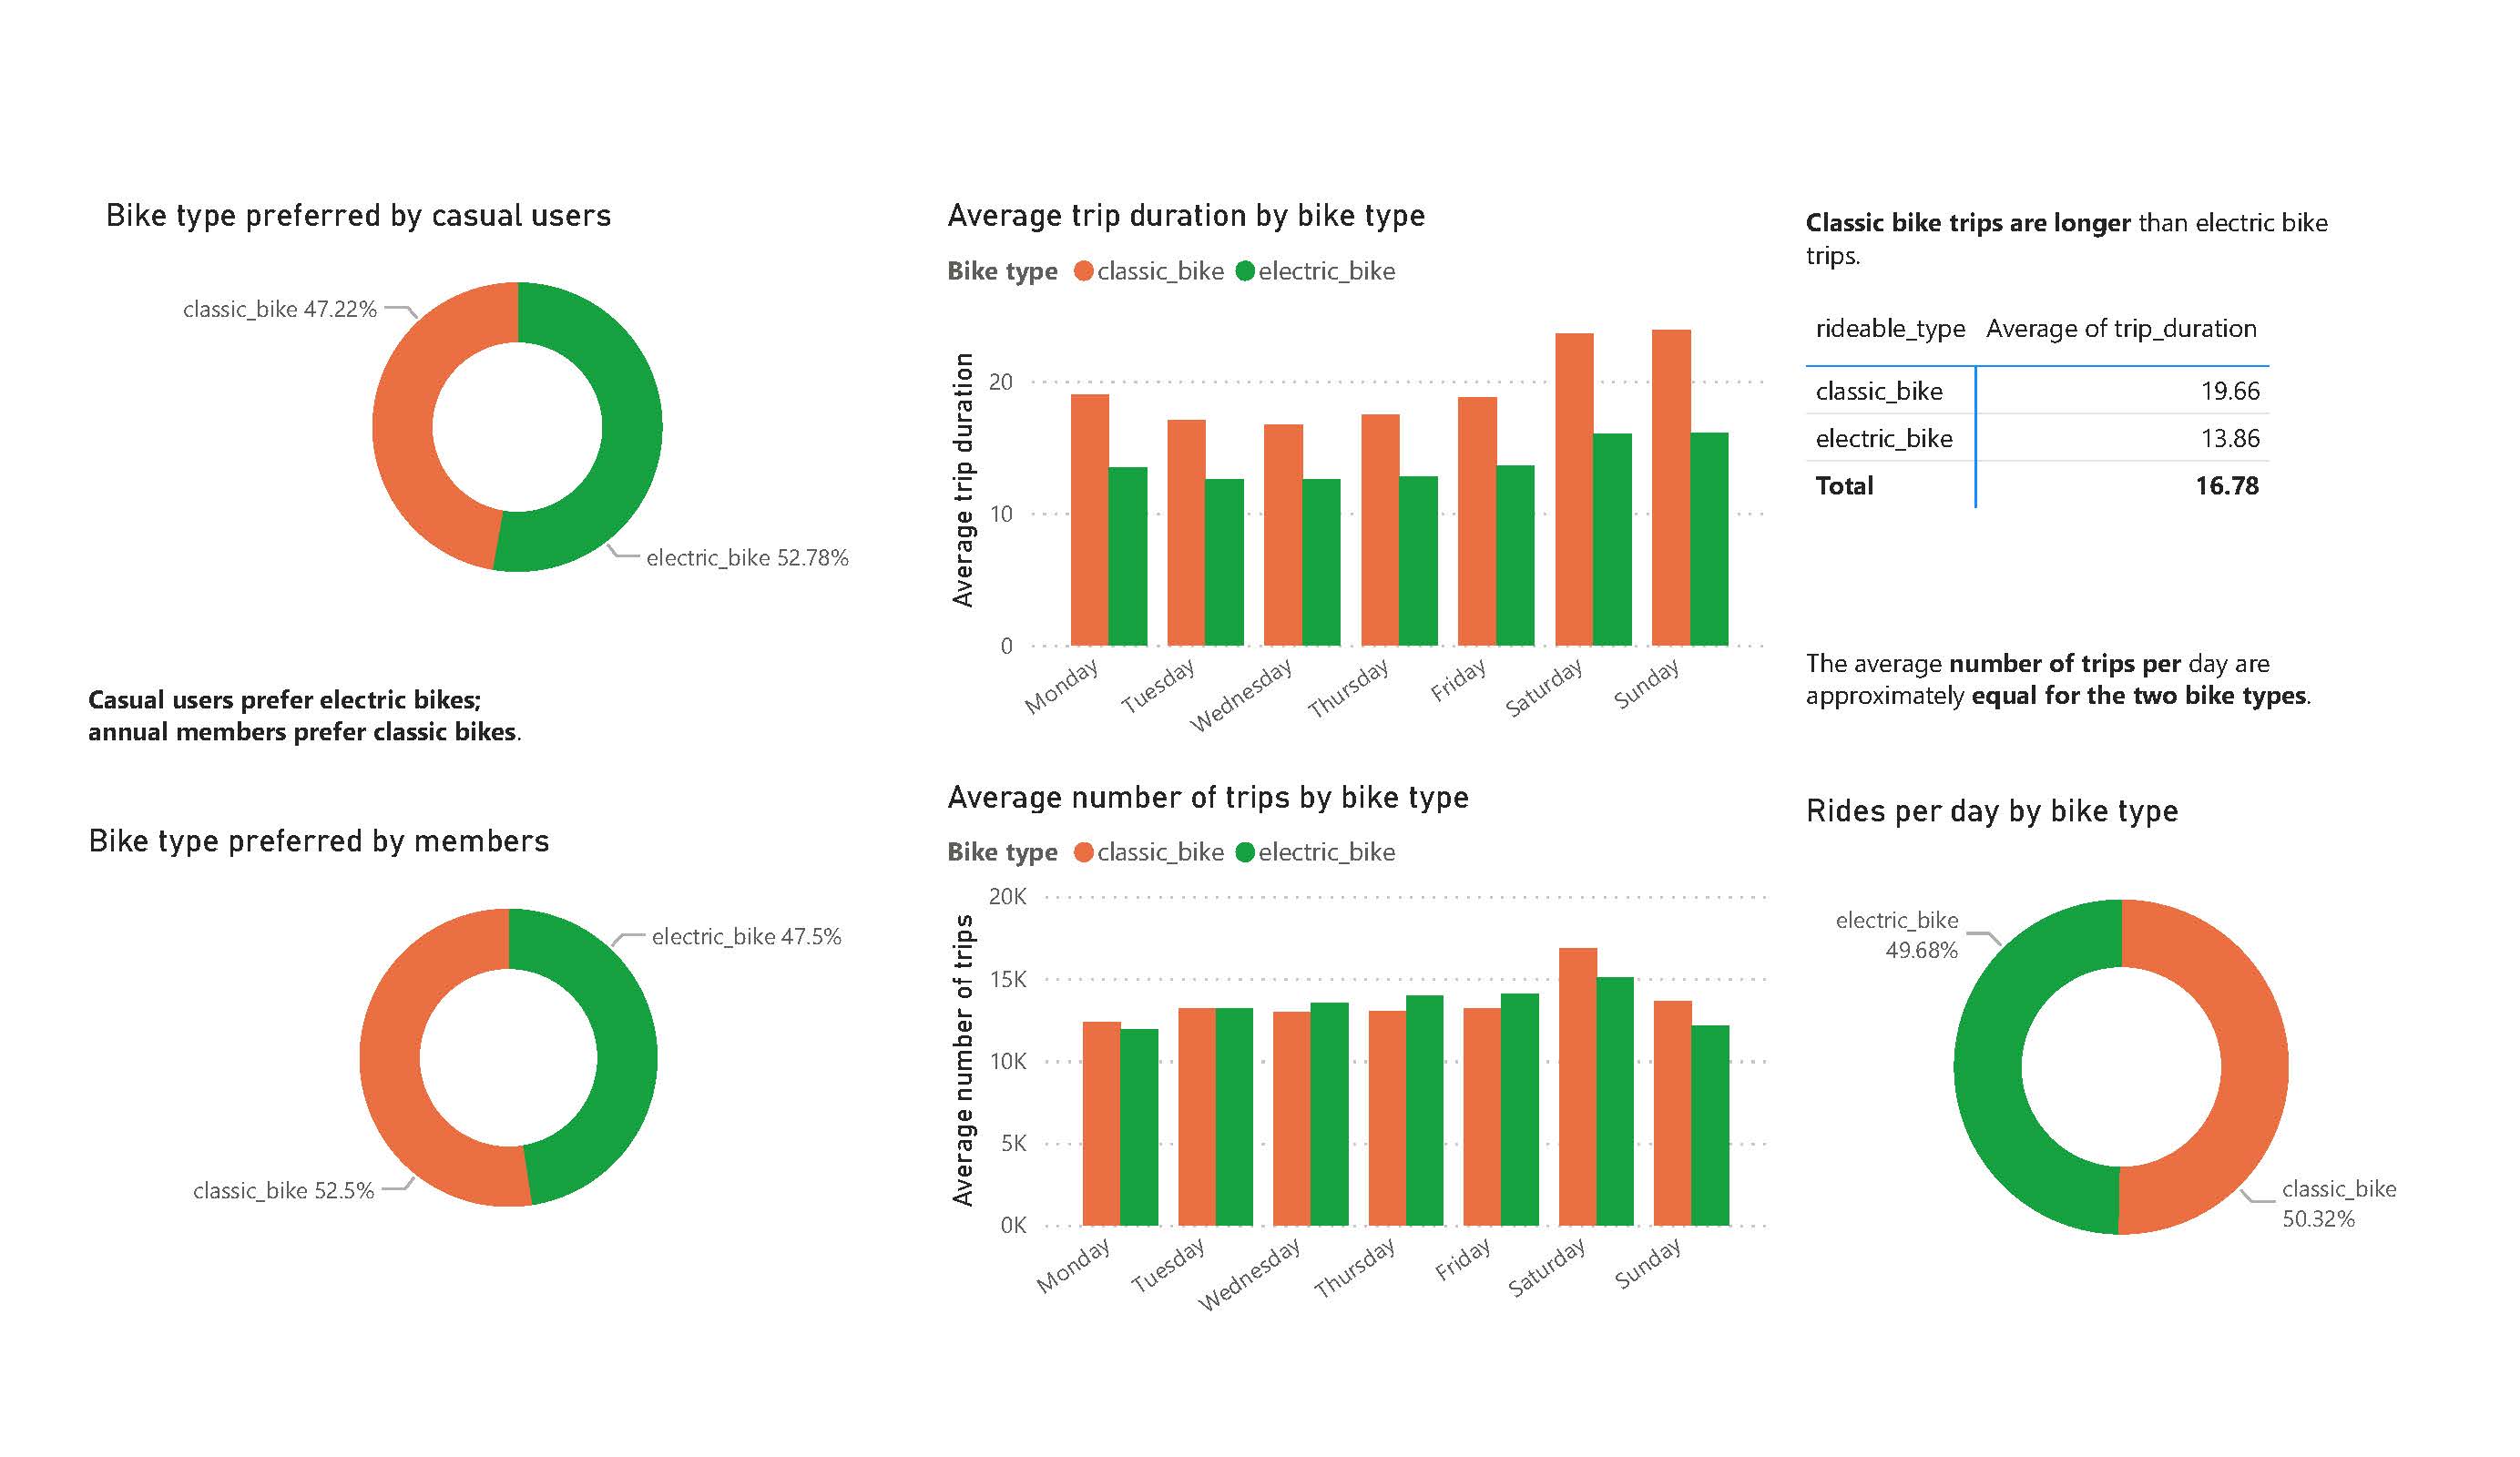 Bike type preferred by casual users
classic_bike 47.22%
electric_bike 52.78%
Casual users prefer electric bikes;
annual members prefer classic bikes.
Bike type preferred by members
electric_bike 47.5%
classic_bike 52.5%
Average trip duration by bike type
Bike type classic_bike electric_bike
Average trip duration
20
10
0
Monday
Tuesday
Wednesday
Thursday
Friday
Saturday
Sunday
Average number of trips by bike type
Bike type classic_bike electric_bike
Average number of trips
20K
15K
10K
5K
0K
Monday
Tuesday
Wednesday
Thursday
Friday
Saturday
Sunday
Classic bike trips are longer than electric bike
trips.
rideable_type Average of trip_duration
classic_bike 19.66
electric_bike 13.86
Total 16.78
The average number of trips per day are
approximately equal for the two bike types.
Rides per day by bike type
electric_bike
49.68%
classic_bike
50.32%